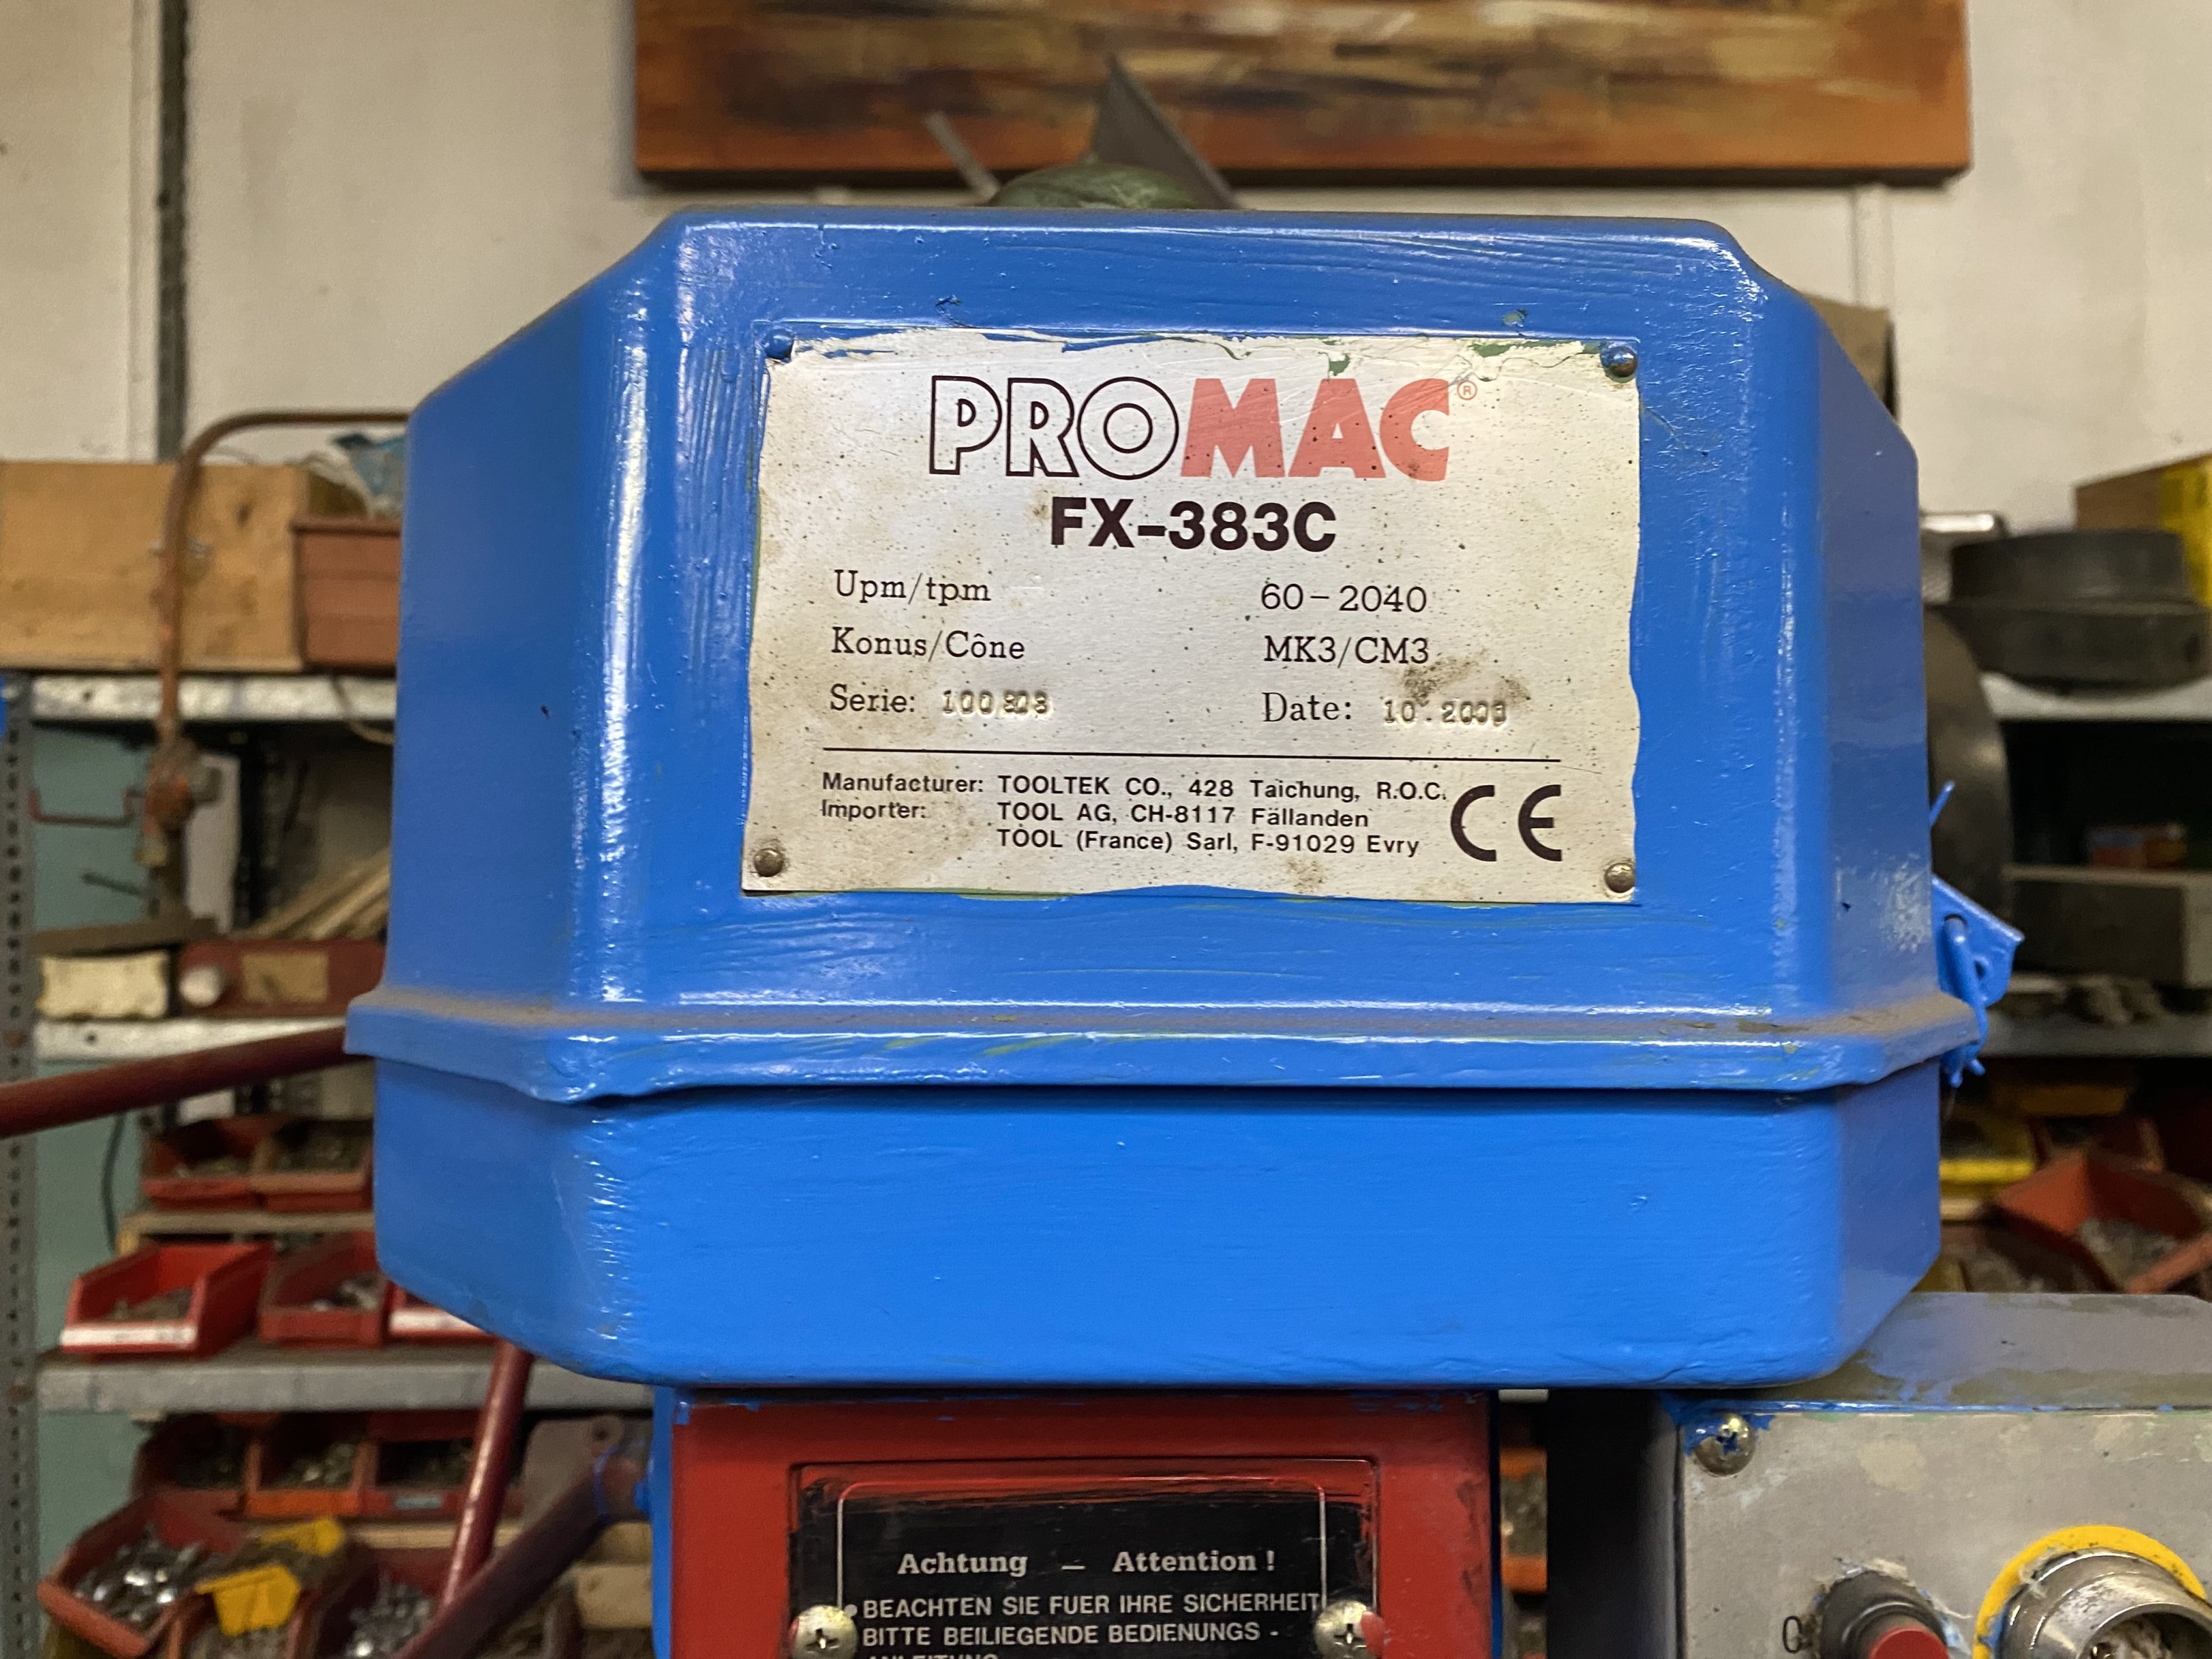 PROMAC®
FX-383C
Upm/tpm 60-2040
Konus/Cône MK3/CM3
Serie: Date:
Manufacturer: TOOLTEK CO., 428 Taichung, R.O.C.
Importer: TOOL AG, CH-8117 Fällanden
TOOL (France) Sarl, F-91029 Evry
CE
Achtung — Attention !
• BEACHTEN SIE FUER IHRE SICHERHEIT
BITTE BEILIEGENDE BEDIENUNGS -
0